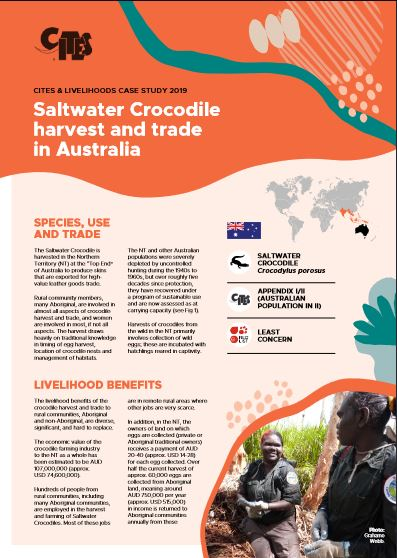 CITES
CITES & LIVELIHOODS CASE STUDY 2019
Saltwater Crocodile
harvest and trade
in Australia
SPECIES, USE
AND TRADE
The Saltwater Crocodile is
harvested in the Northern
Territory (NT) at the "Top End"
of Australia to produce skins
that are exported for high-
value leather goods trade.
Rural community members,
many Aboriginal, are involved in
almost all aspects of crocodile
harvest and trade, and women
are involved in most, if not all
aspects. The harvest draws
heavily on traditional knowledge
in timing of egg harvest,
location of crocodile nests and
management of habitats.
The NT and other Australian
populations were severely
depleted by uncontrolled
hunting during the 1940s to
1960s, but over roughly five
decades since protection,
they have recovered under
a program of sustainable use
and are now assessed as at
carrying capacity (see Fig 1).
Harvests of crocodiles from
the wild in the NT primarily
involves collection of wild
eggs; these are incubated with
hatchlings reared in captivity.
SALTWATER
CROCODILE
Crocodylus porosus
CITES
APPENDIX I/II
(AUSTRALIAN
POPULATION IN II)
RED
LIST
LEAST
CONCERN
LIVELIHOOD BENEFITS
The livelihood benefits of the
crocodile harvest and trade to
rural communities, Aboriginal
and non-Aboriginal, are diverse,
significant, and hard to replace.
The economic value of the
crocodile farming industry
to the NT as a whole has
been estimated to be AUD
107,000,000 (approx.
USD 74,600,000).
Hundreds of people from
rural communities, including
many Aboriginal communities,
are employed in the harvest
and farming of Saltwater
Crocodiles. Most of these jobs
are in remote rural areas where
other jobs are very scarce.
In addition, in the NT, the
owners of land on which
eggs are collected (private or
Aboriginal traditional owners)
receives a payment of AUD
20-40 (approx. USD 14-28)
for each egg collected. Over
half the current harvest of
approx. 60,000 eggs are
collected from Aboriginal
land, meaning around
AUD 750,000 per year
(approx. USD 515,000)
in income is returned to
Aboriginal communities
annually from these
Photo:
Grahame
Webb.